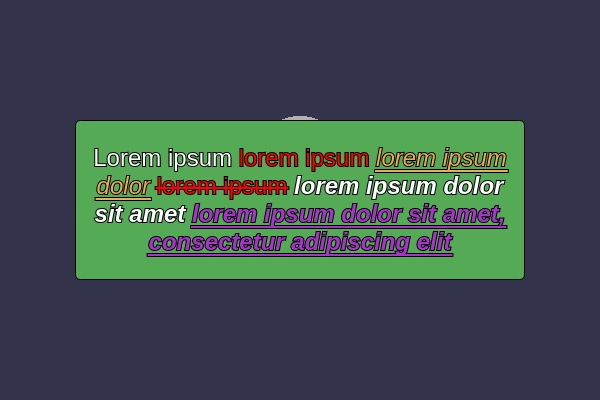 Lorem ipsum lorem ipsum lorem ipsum
dolor lorem ipsum lorem ipsum dolor
sit amet lorem ipsum dolor sit amet,
consectetur adipiscing elit